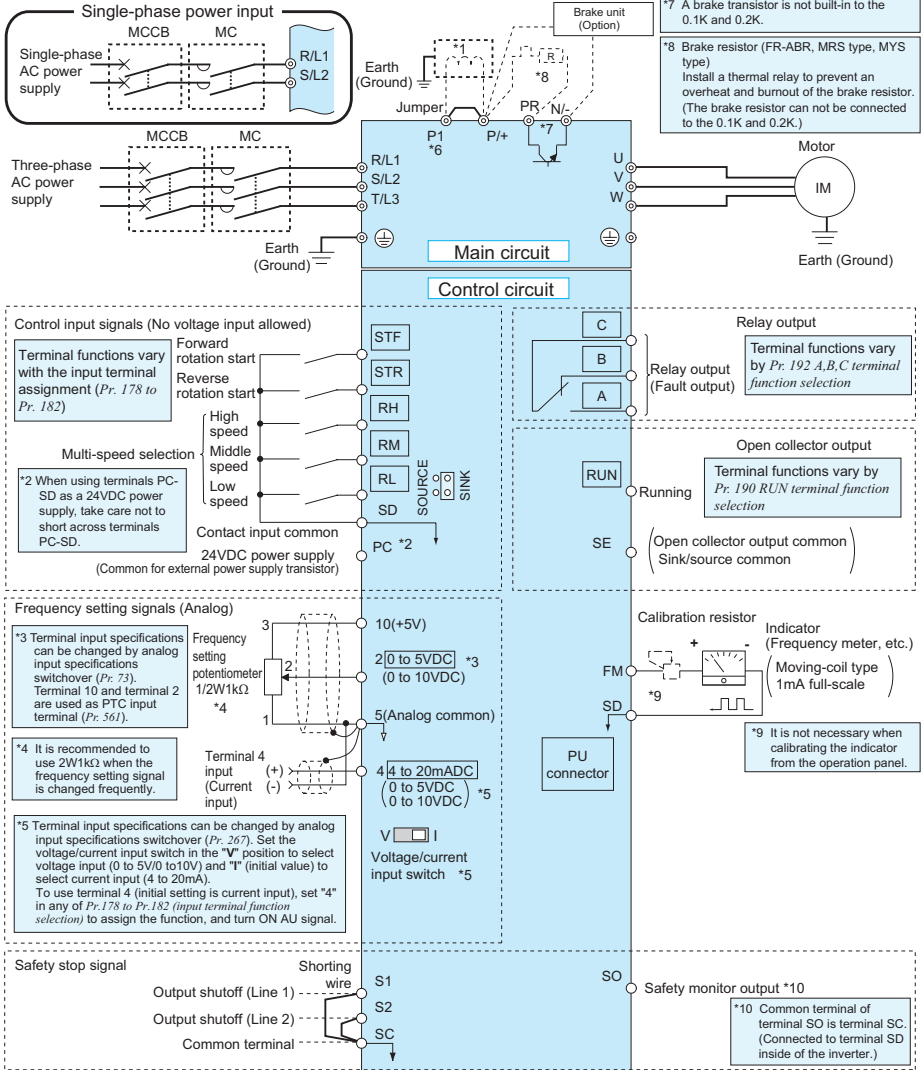 Single-phase power input
MCCB
MC
Single-phase
AC power
supply
R/L1
S/L2
Earth
(Ground)
*1
Brake unit
(Option)
R
*8
Jumper
P1
*6
P/+
PR
*7
N/-
*7 A brake transistor is not built-in to the
0.1K and 0.2K.
*8 Brake resistor (FR-ABR, MRS type, MYS
type)
Install a thermal relay to prevent an
overheat and burnout of the brake resistor.
(The brake resistor can not be connected
to the 0.1K and 0.2K.)
MCCB
MC
Three-phase
AC power
supply
R/L1
S/L2
T/L3
Earth
(Ground)
U
V
W
Motor
IM
Earth (Ground)
Main circuit
Control circuit
Control input signals (No voltage input allowed)
Terminal functions vary
with the input terminal
assignment (Pr. 178 to
Pr. 182)
Forward
rotation start
Reverse
rotation start
High
speed
Multi-speed selection
Middle
speed
Low
speed
*2 When using terminals PC-
SD as a 24VDC power
supply, take care not to
short across terminals
PC-SD.
Contact input common
24VDC power supply
(Common for external power supply transistor)
STF
STR
RH
RM
RL
SD
PC *2
SOURCE
SINK
C
B
A
Relay output
Relay output
(Fault output)
Terminal functions vary
by Pr. 192 A,B,C terminal
function selection
Open collector output
RUN
Running
Terminal functions vary by
Pr. 190 RUN terminal function
selection
SE
Open collector output common
Sink/source common
Frequency setting signals (Analog)
*3 Terminal input specifications
can be changed by analog
input specifications
switchover (Pr. 73).
Terminal 10 and terminal 2
are used as PTC input
terminal (Pr. 561).
Frequency
setting
potentiometer
1/2W1kΩ
*4
3
2
1
10(+5V)
2 0 to 5VDC *3
(0 to 10VDC)
5(Analog common)
*4 It is recommended to
use 2W1kΩ when the
frequency setting signal
is changed frequently.
Terminal 4
input
(Current
input)
(+)
(-)
4 4 to 20mADC
(0 to 5VDC
0 to 10VDC) *5
*5 Terminal input specifications can be changed by analog
input specifications switchover (Pr. 267). Set the
voltage/current input switch in the "V" position to select
voltage input (0 to 5V/0 to10V) and "I" (initial value) to
select current input (4 to 20mA).
To use terminal 4 (initial setting is current input), set "4"
in any of Pr.178 to Pr.182 (input terminal function
selection) to assign the function, and turn ON AU signal.
V I
Voltage/current
input switch *5
Calibration resistor
+
-
Indicator
(Frequency meter, etc.)
Moving-coil type
1mA full-scale
FM
*9
SD
PU
connector
*9 It is not necessary when
calibrating the indicator
from the operation panel.
Safety stop signal
Shorting
wire
Output shutoff (Line 1)
Output shutoff (Line 2)
Common terminal
S1
S2
SC
SO
Safety monitor output *10
*10 Common terminal of
terminal SO is terminal SC.
(Connected to terminal SD
inside of the inverter.)